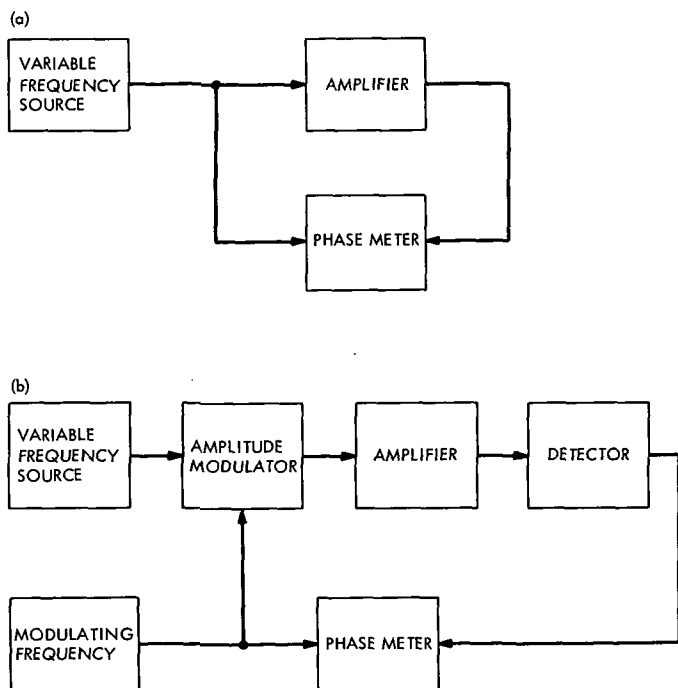 (a)
VARIABLE
FREQUENCY
SOURCE
AMPLIFIER
PHASE METER
(b)
VARIABLE
FREQUENCY
SOURCE
AMPLITUDE
MODULATOR
AMPLIFIER
DETECTOR
MODULATING
FREQUENCY
PHASE METER